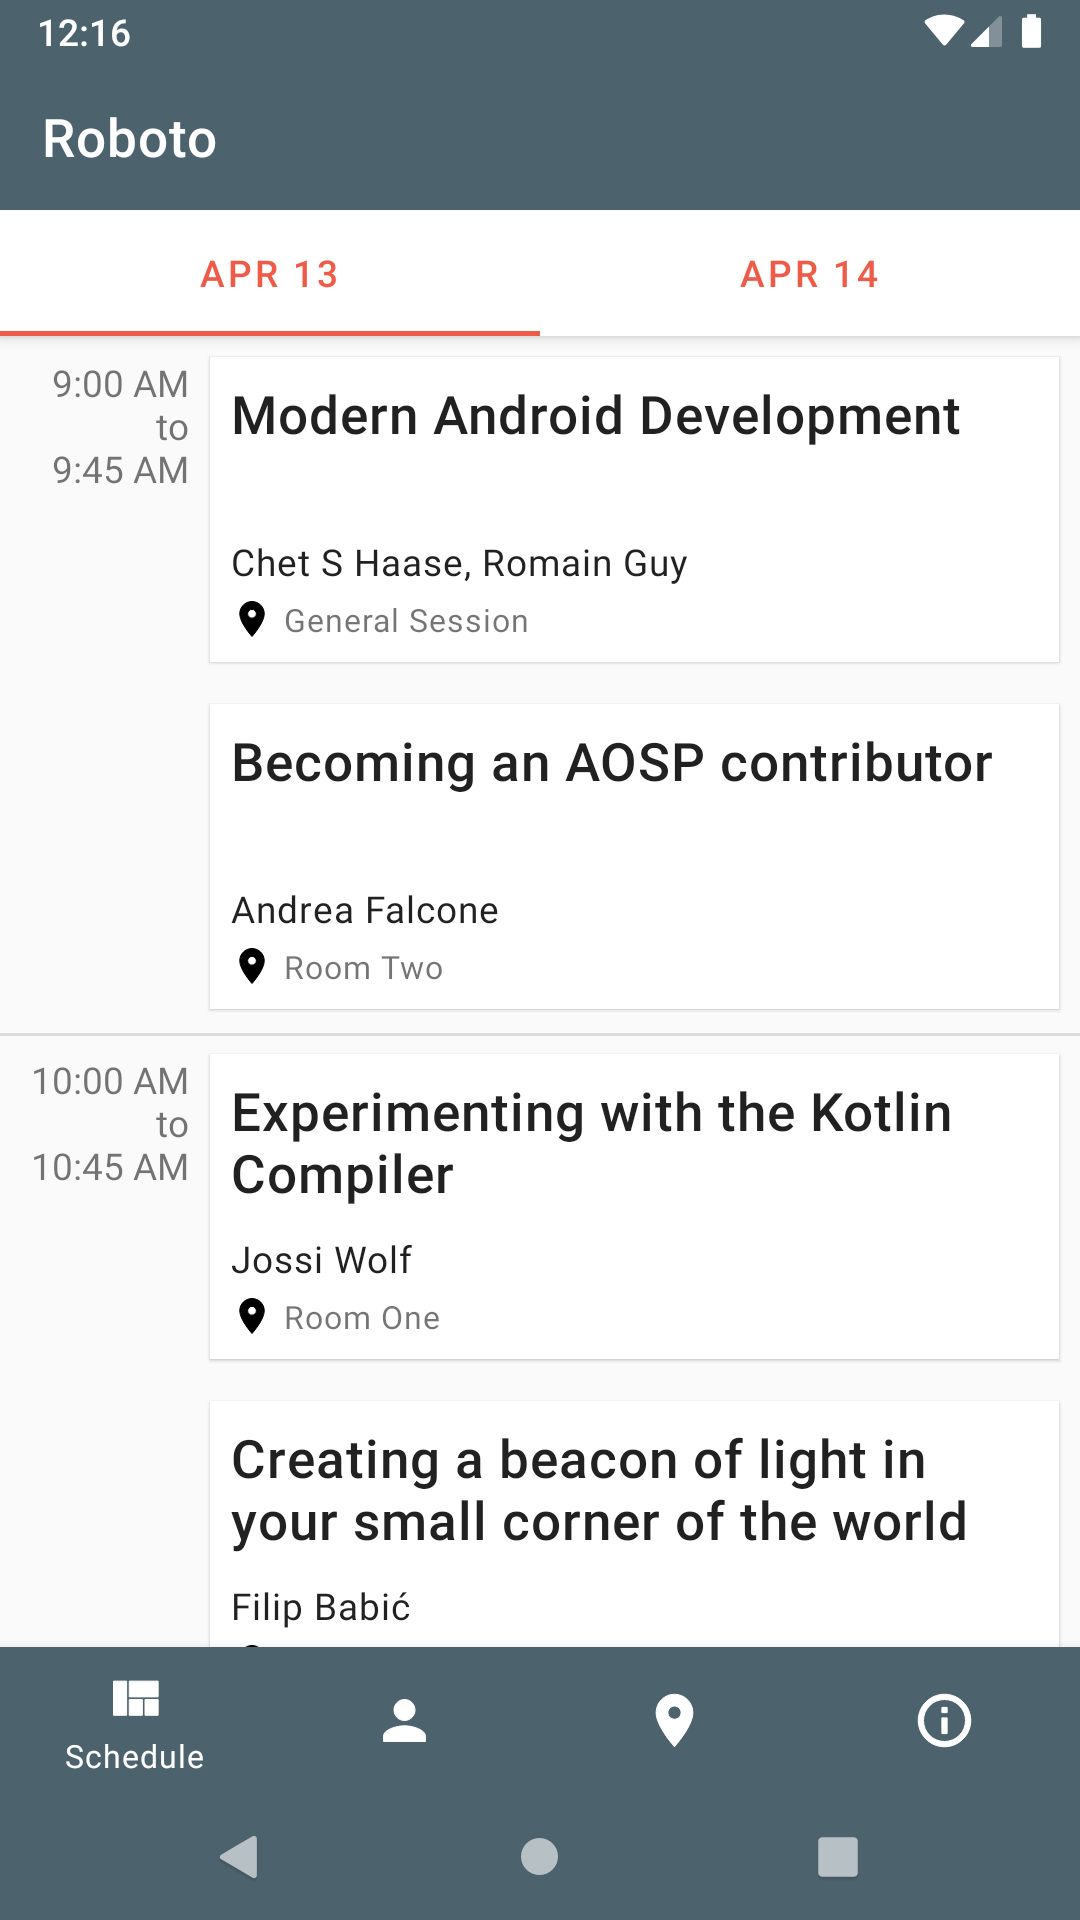 12:16
Roboto
APR 13
APR 14
9:00 AM
to
9:45 AM
Modern Android Development
Chet S Haase, Romain Guy
General Session
Becoming an AOSP contributor
Andrea Falcone
Room Two
10:00 AM
to
10:45 AM
Experimenting with the Kotlin
Compiler
Jossi Wolf
Room One
Creating a beacon of light in
your small corner of the world
Filip Babić
Schedule